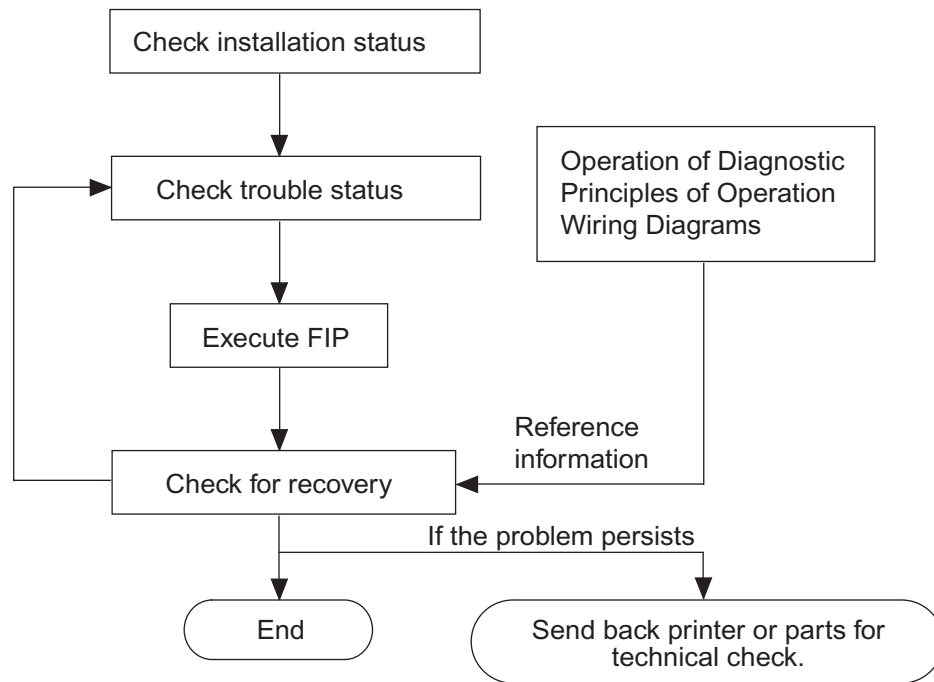 Check installation status
Check trouble status
Operation of Diagnostic
Principles of Operation
Wiring Diagrams
Execute FIP
Reference
information
Check for recovery
If the problem persists
End
Send back printer or parts for
technical check.